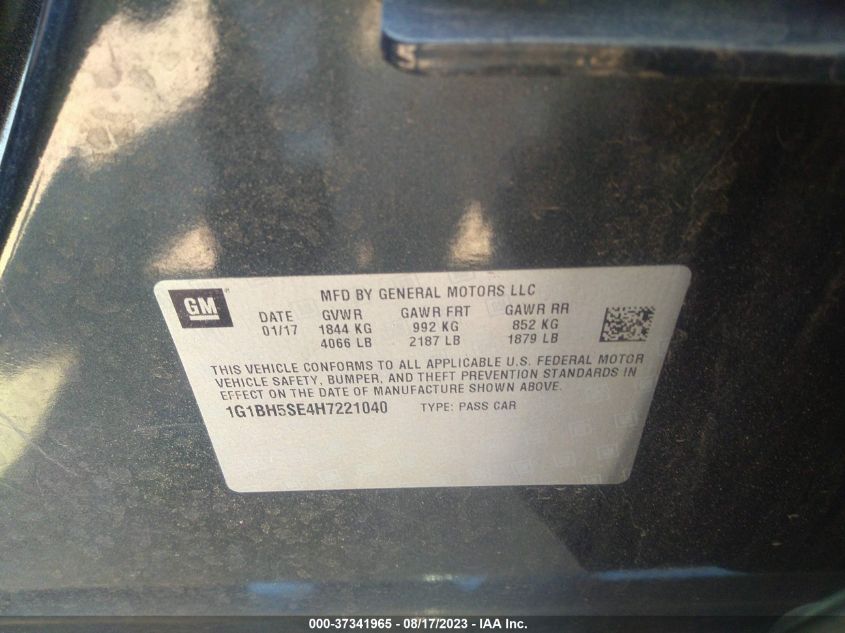 GM
MFD BY GENERAL MOTORS LLC
DATE GVWR GAWR FRT GAWR RR
01/17 1844 KG 992 KG 852 KG
4066 LB 2187 LB 1879 LB
THIS VEHICLE CONFORMS TO ALL APPLICABLE U.S. FEDERAL MOTOR
VEHICLE SAFETY, BUMPER, AND THEFT PREVENTION STANDARDS IN
EFFECT ON THE DATE OF MANUFACTURE SHOWN ABOVE.
1G1BH5SE4H7221040 TYPE: PASS CAR
000-37341965 - 08/17/2023 - IAA Inc.